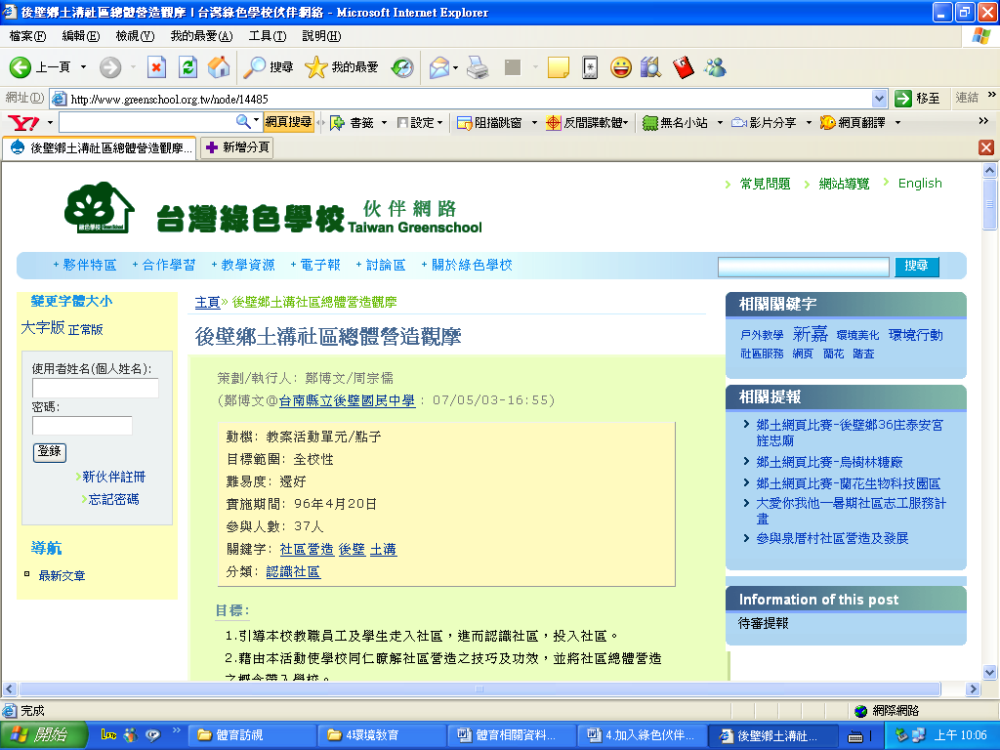 後壁鄉土溝社區總體營造觀摩 | 台灣綠色學校伙伴網絡 - Microsoft Internet Explorer
檔案(F) 編輯(E) 檢視(V) 我的最愛(A) 工具(T) 說明(H)
上一頁 搜尋 我的最愛
網址(D) http://www.greenschool.org.tw/node/14485 移至 連結 »
Y! 網頁搜尋 書籤 設定 阻擋跳窗 反間諜軟體 無名小站 影片分享 網頁翻譯 »
後壁鄉土溝社區總體營造觀摩... 新增分頁
常見問題 網站導覽 English
綠色學校
台灣綠色學校 伙伴網路
Taiwan Greenschool
+ 夥伴特區 + 合作學習 + 教學資源 + 電子報 + 討論區 + 關於綠色學校 搜尋
變更字體大小
大字版 正常版
使用者姓名(個人姓名):
密碼:
登錄
新伙伴註冊
忘記密碼
導航
最新文章
主頁» 後壁鄉土溝社區總體營造觀摩
後壁鄉土溝社區總體營造觀摩
策劃/執行人: 鄭博文/周宗儒
(鄭博文@台南縣立後壁國民中學 : 07/05/03-16:55)
動機: 教案活動單元/點子
目標範圍: 全校性
難易度: 還好
實施期間: 96年4月20日
參與人數: 37人
關鍵字: 社區營造 後壁 土溝
分類: 認識社區
目標:
1.引導本校教職員工及學生走入社區，進而認識社區，投入社區。
2.藉由本活動使學校同仁瞭解社區營造之技巧及功效，並將社區總體營造
之概念帶入學校。
相關關鍵字
戶外教學 新嘉 環境美化 環境行動
社區服務 網頁 蘭花 踏查
相關提報
鄉土網頁比賽-後壁鄉36庄泰安宮
旌忠廟
鄉土網頁比賽-烏樹林糖廠
鄉土網頁比賽-蘭花生物科技園區
大愛你我他—暑期社區志工服務計
畫
參與泉厝村社區營造及發展
Information of this post
待審提報
完成 網際網路
開始 » 體育訪視 4環境教育 體育相關資料... 4.加入綠色伙伴... 後壁鄉土溝社... 上午 10:06